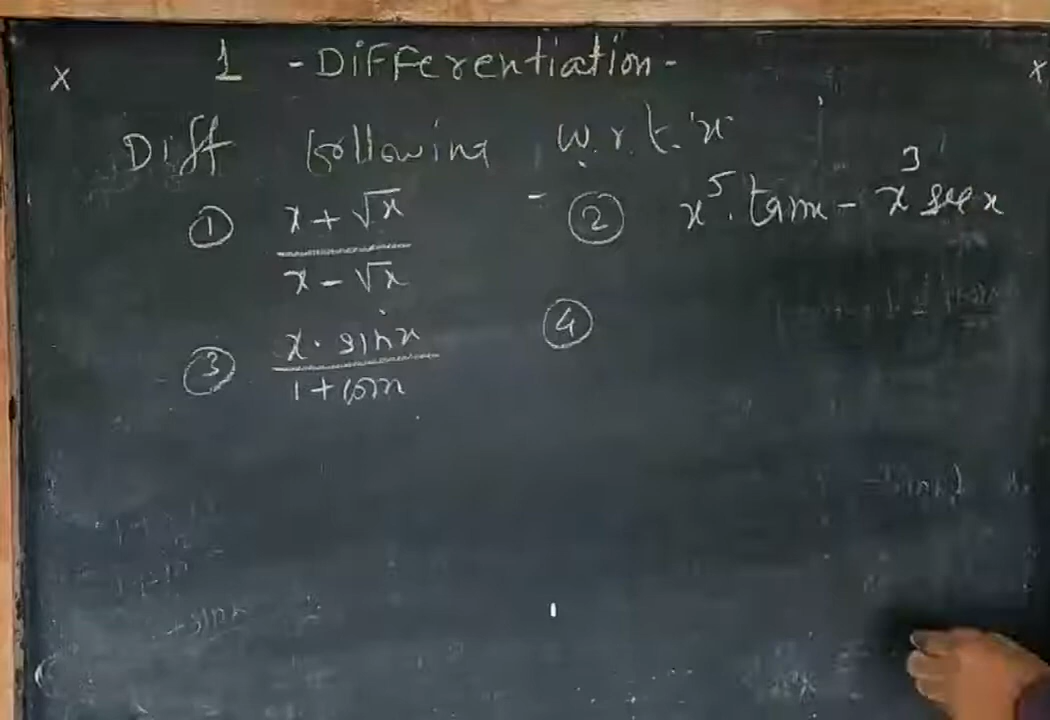 x 1 - Differentiation - x
Diff following w.r.t. 'x'
① x + √x / x - √x ② x⁵. tanx - x³ secx
③ x. sinx / 1 + cosx ④